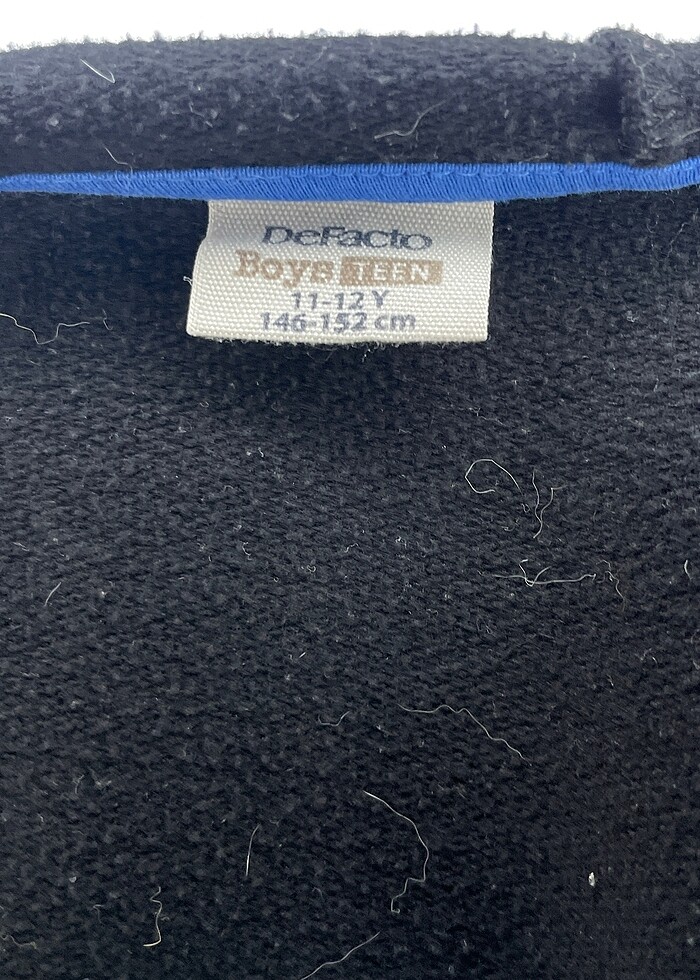 DeFacto
Boys TEEN
11-12 Y
146-152 cm